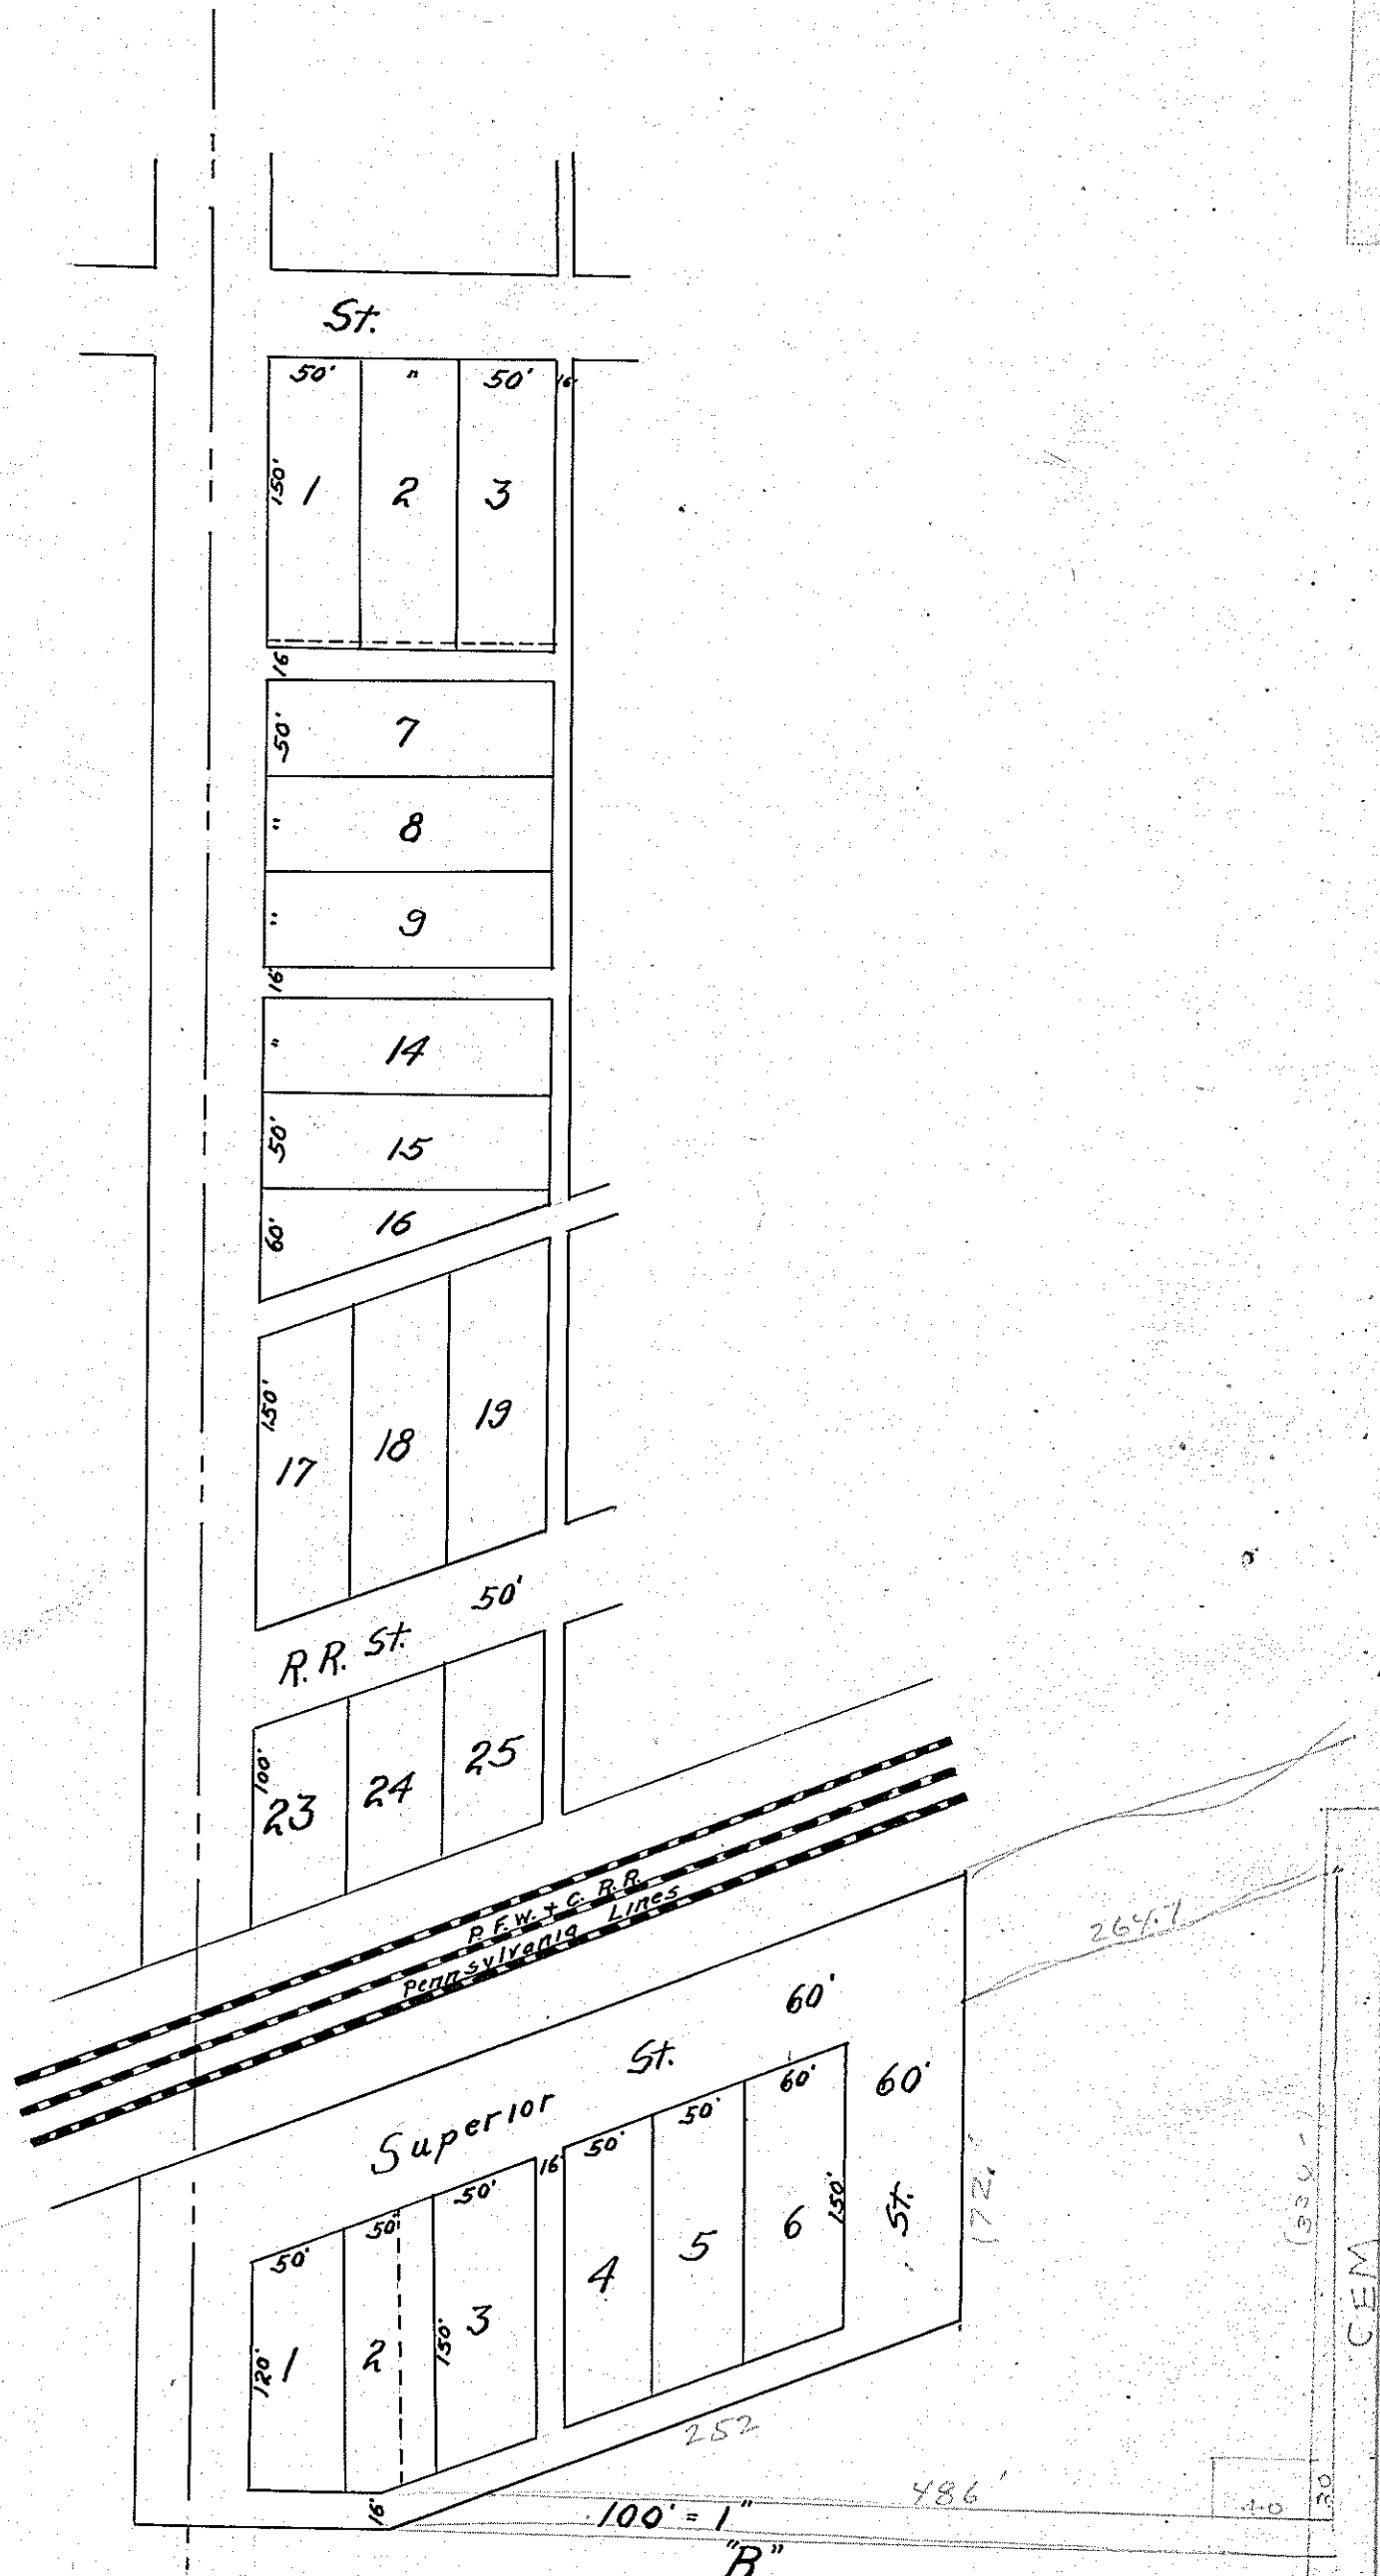 St.
50' " 50' 16'
150' 1 2 3
16'
50' 7
" 8
" 9
16'
" 14
50' 15
60' 16
150' 17 18 19
50'
R.R. St.
100' 23 24 25
P. F. W. & C. R. R.
Pennsylvania Lines
264.7
60'
Superior St.
50' 50' 50' 16' 50' 50' 60' 60'
120' 1 2 150' 3 4 5 6 150' St. 172.
CEM
252
486'
16'
40 30
100' = 1"
"B"